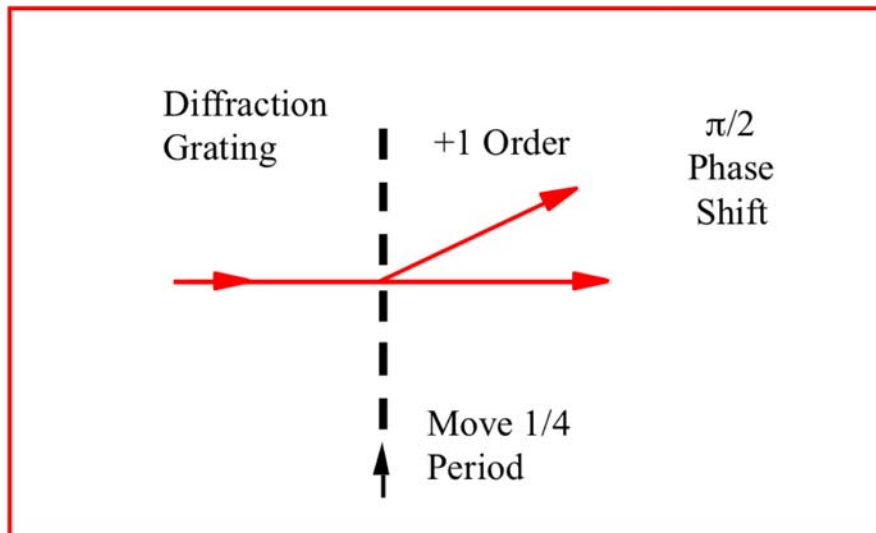 Diffraction
Grating
+1 Order
π/2
Phase
Shift
Move 1/4
Period